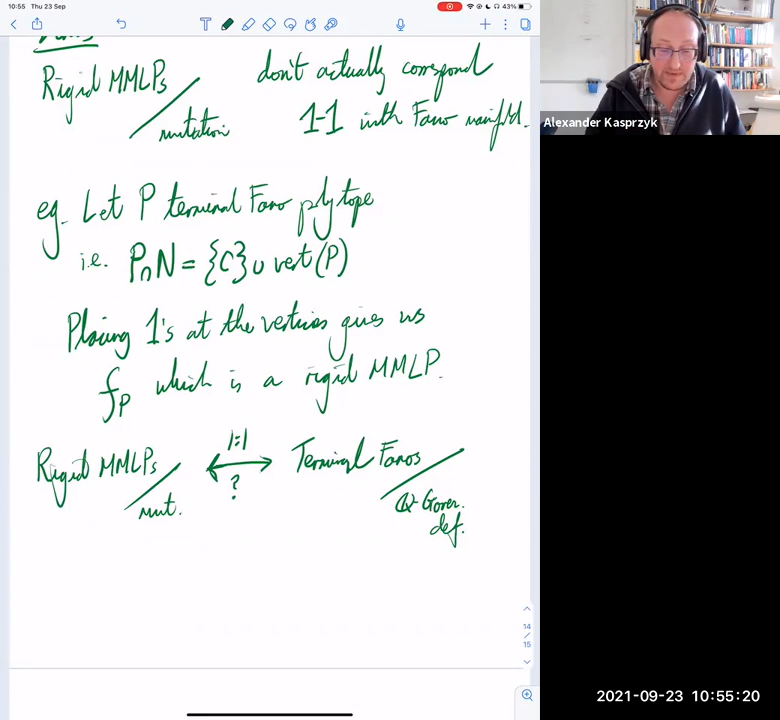 10:55 Thu 23 Sep
43%
Rigid MMLPs / mutation
don't actually correspond
1-1 with Fano manifld.
eg. Let P terminal Fano plytope
i.e. P∩N = {0} ∪ vert(P)
Placing 1's at the vertices gives us
f_P which is a rigid MMLP.
Rigid MMLPs / mut. ⟷ 1:1 ? Terminal Fanos / Q-Goren. def.
14
/
15
Alexander Kasprzyk
2021-09-23 10:55:20